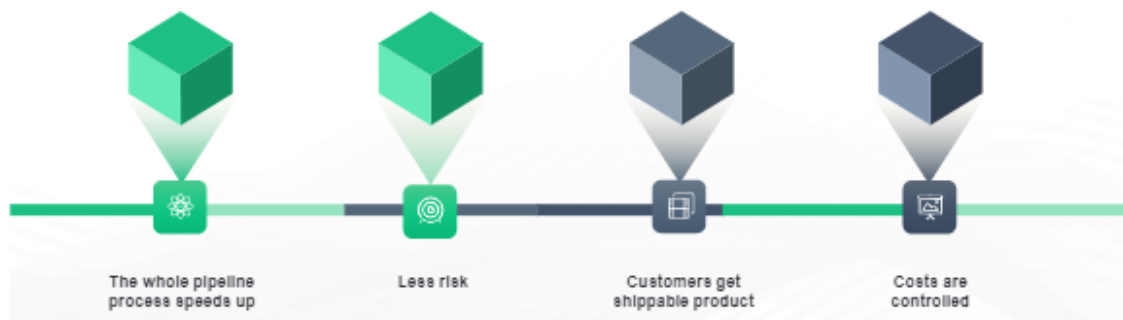 The whole pipeline
process speeds up
Less risk
Customers get
shippable product
Costs are
controlled